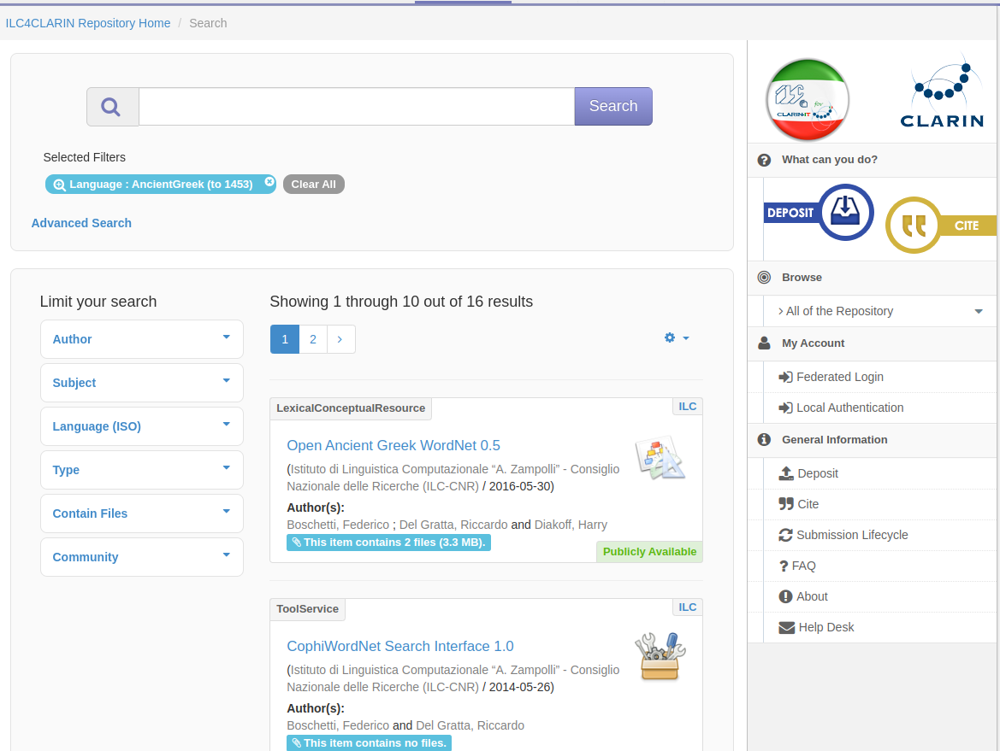 ILC4CLARIN Repository Home / Search
Search
Selected Filters
Language : AncientGreek (to 1453)
Clear All
Advanced Search
Limit your search
Author
Subject
Language (ISO)
Type
Contain Files
Community
Showing 1 through 10 out of 16 results
1 2
LexicalConceptualResource
ILC
Open Ancient Greek WordNet 0.5
(Istituto di Linguistica Computazionale “A. Zampolli” - Consiglio
Nazionale delle Ricerche (ILC-CNR) / 2016-05-30)
Author(s):
Boschetti, Federico ; Del Gratta, Riccardo and Diakoff, Harry
This item contains 2 files (3.3 MB).
Publicly Available
ToolService
ILC
CophiWordNet Search Interface 1.0
(Istituto di Linguistica Computazionale “A. Zampolli” - Consiglio
Nazionale delle Ricerche (ILC-CNR) / 2014-05-26)
Author(s):
Boschetti, Federico and Del Gratta, Riccardo
This item contains no files.
ILC
for
CLARIN-IT
CLARIN
What can you do?
DEPOSIT
CITE
Browse
All of the Repository
My Account
Federated Login
Local Authentication
General Information
Deposit
Cite
Submission Lifecycle
FAQ
About
Help Desk